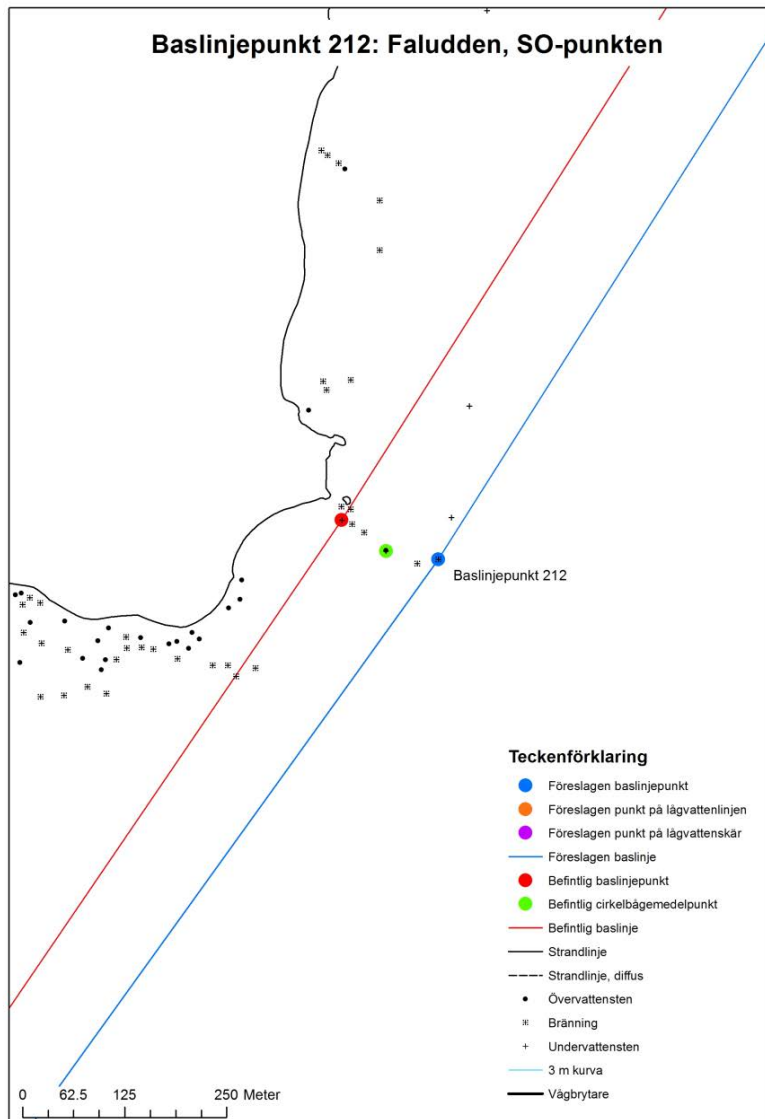 Baslinjepunkt 212: Faludden, SO-punkten
Baslinjepunkt 212
Teckenförklaring
Föreslagen baslinjepunkt
Föreslagen punkt på lågvattenlinjen
Föreslagen punkt på lågvattenskär
Föreslagen baslinje
Befintlig baslinjepunkt
Befintlig cirkelbågemedelpunkt
Befintlig baslinje
Strandlinje
Strandlinje, diffus
Övervattensten
Bränning
Undervattensten
3 m kurva
Vågbrytare
0 62.5 125 250 Meter